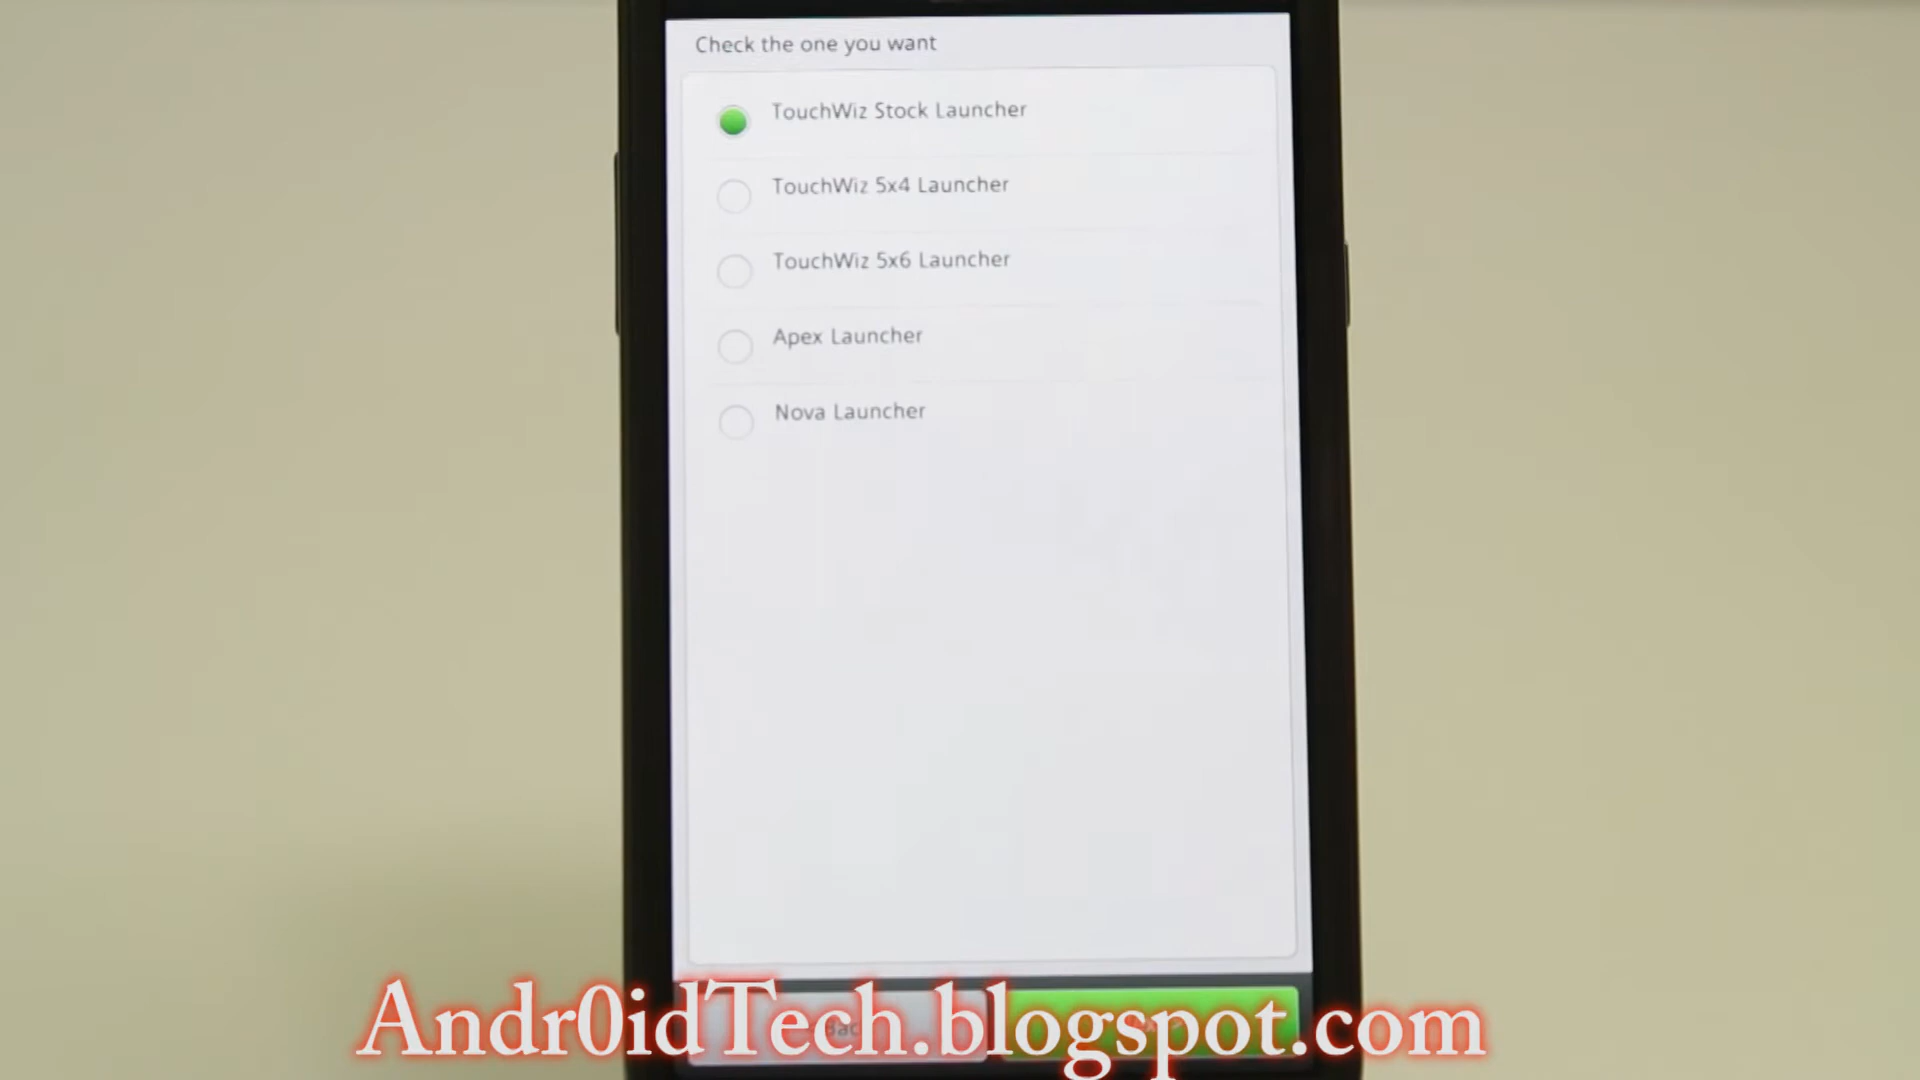 Check the one you want
TouchWiz Stock Launcher
TouchWiz 5x4 Launcher
TouchWiz 5x6 Launcher
Apex Launcher
Nova Launcher
Andr0idTech.blogspot.com